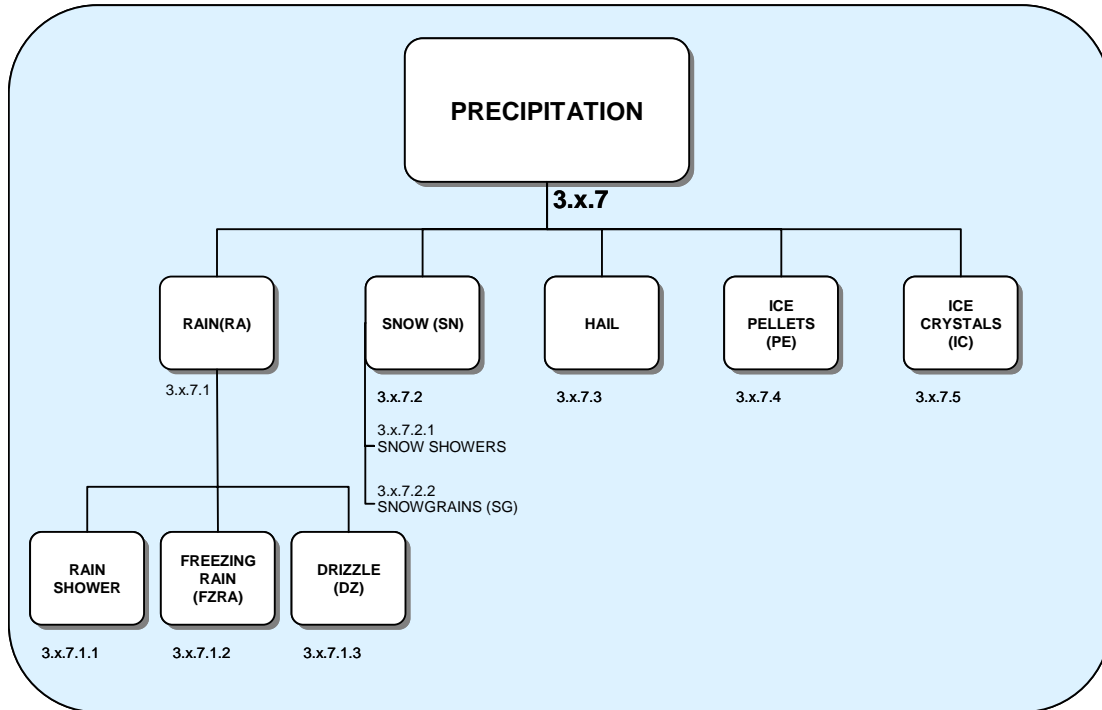 PRECIPITATION
3.x.7
RAIN(RA)
3.x.7.1
SNOW (SN)
3.x.7.2
3.x.7.2.1
SNOW SHOWERS
3.x.7.2.2
SNOWGRAINS (SG)
HAIL
3.x.7.3
ICE
PELLETS
(PE)
3.x.7.4
ICE
CRYSTALS
(IC)
3.x.7.5
RAIN
SHOWER
3.x.7.1.1
FREEZING
RAIN
(FZRA)
3.x.7.1.2
DRIZZLE
(DZ)
3.x.7.1.3